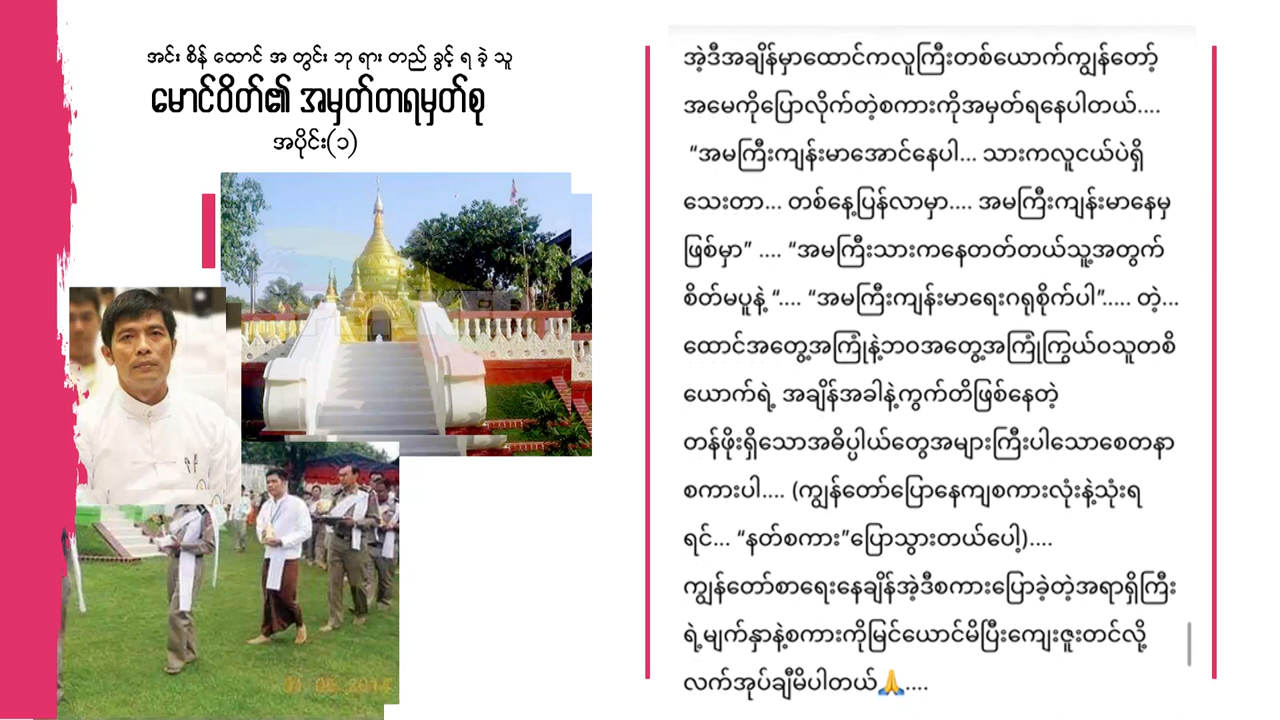 အင်း စိန် ထောင် အ တွင်း ဘု ရား တည် ခွင့် ရ ခဲ့ သူ
မောင်ဝိတ်၏ အမှတ်တရမှတ်စု
အပိုင်း(၁)
31 05 2014
အဲ့ဒီအချိန်မှာထောင်ကလူကြီးတစ်ယောက်ကျွန်တော့်
အမေကိုပြောလိုက်တဲ့စကားကိုအမှတ်ရနေပါတယ်....
“အမကြီးကျန်းမာအောင်နေပါ... သားကလူငယ်ပဲရှိ
သေးတာ... တစ်နေ့ပြန်လာမှာ.... အမကြီးကျန်းမာနေမှ
ဖြစ်မှာ” .... “အမကြီးသားကနေတတ်တယ်သူ့အတွက်
စိတ်မပူနဲ့ “.... “အမကြီးကျန်းမာရေးဂရုစိုက်ပါ”..... တဲ့...
ထောင်အတွေ့အကြုံနဲ့ဘဝအတွေ့အကြုံကြွယ်ဝသူတစိ
ယောက်ရဲ့ အချိန်အခါနဲ့ကွက်တိဖြစ်နေတဲ့
တန်ဖိုးရှိသောအဓိပ္ပါယ်တွေအများကြီးပါသောစေတနာ
စကားပါ.... (ကျွန်တော်ပြောနေကျစကားလုံးနဲ့သုံးရ
ရင်... “နတ်စကား”ပြောသွားတယ်ပေါ့)....
ကျွန်တော်စာရေးနေချိန်အဲ့ဒီစကားပြောခဲ့တဲ့အရာရှိကြီး
ရဲ့မျက်နှာနဲ့စကားကိုမြင်ယောင်မိပြီးကျေးဇူးတင်လို့
လက်အုပ်ချီမိပါတယ်🙏....